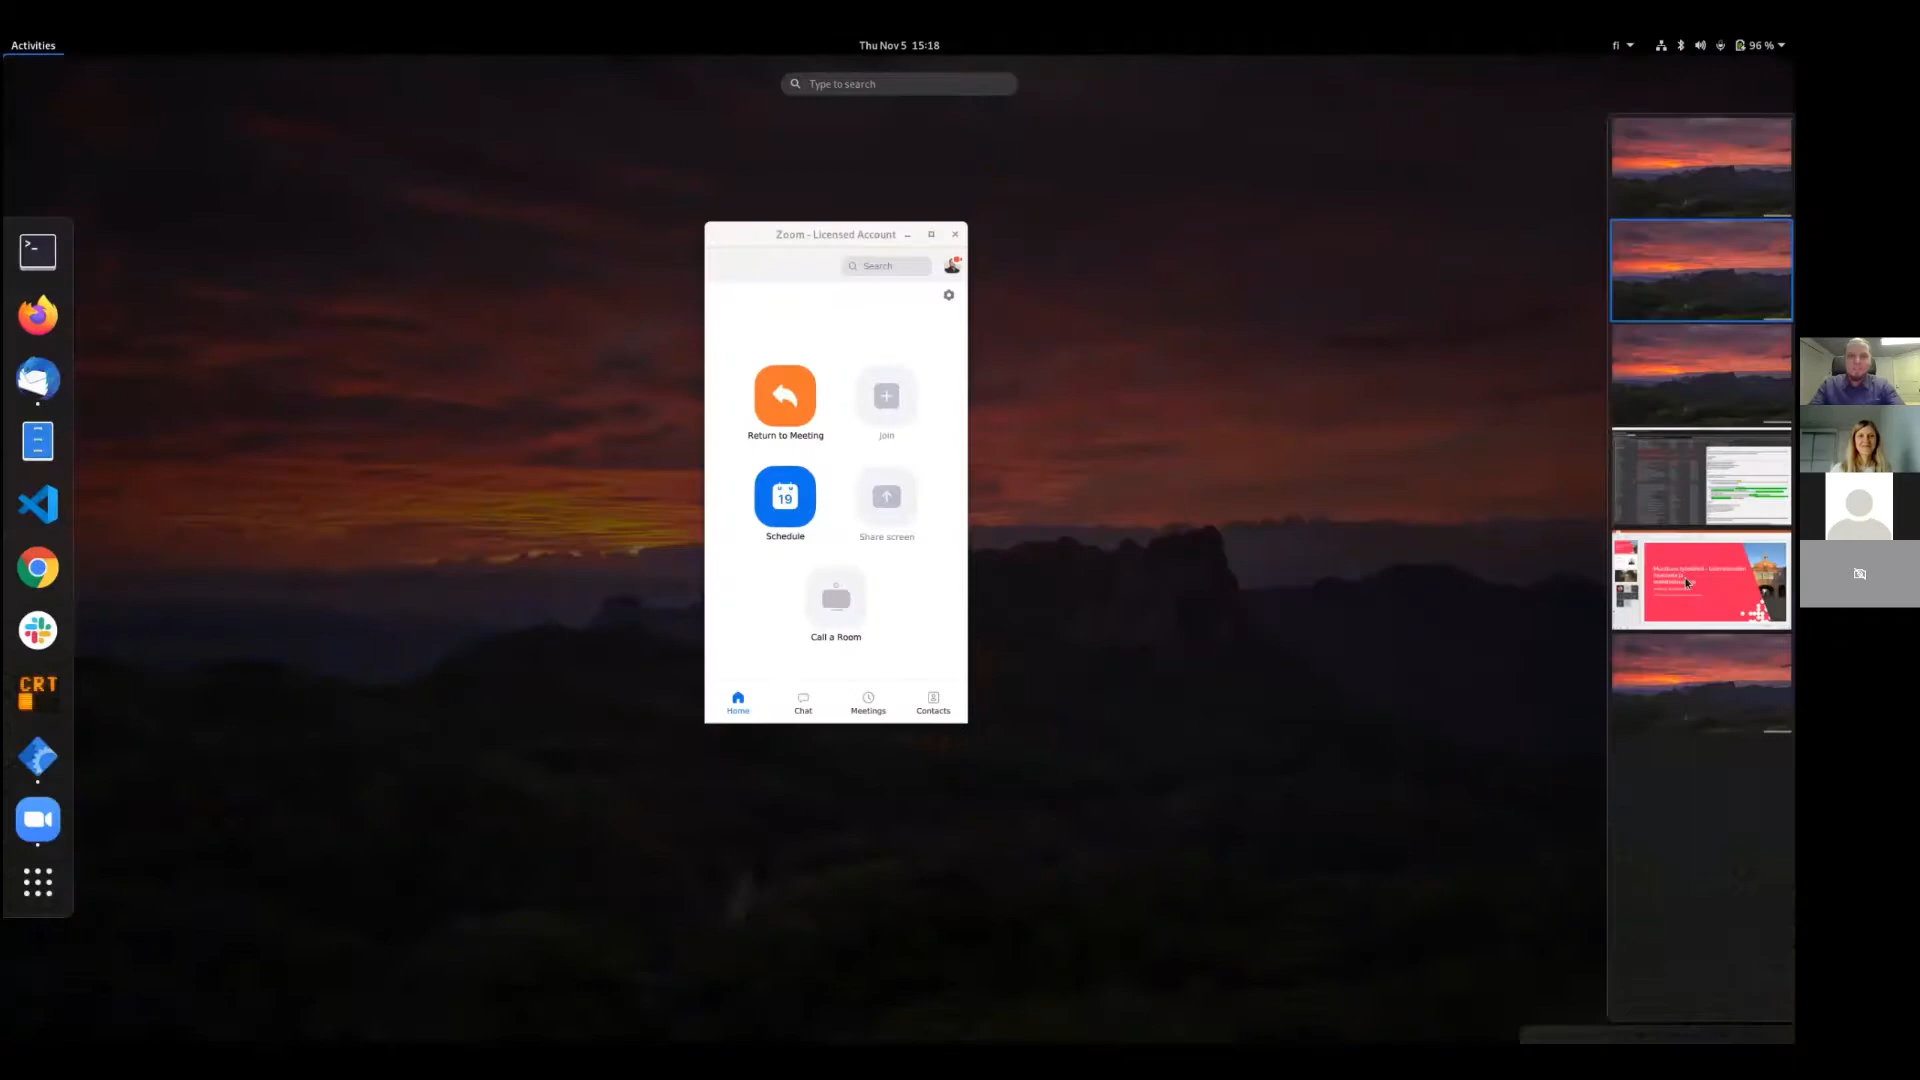 Activities
Thu Nov 5 15:18
fi
96 %
Type to search
Zoom - Licensed Account
Search
Return to Meeting
Join
19
Schedule
Share screen
Call a Room
Home
Chat
Meetings
Contacts
CRT